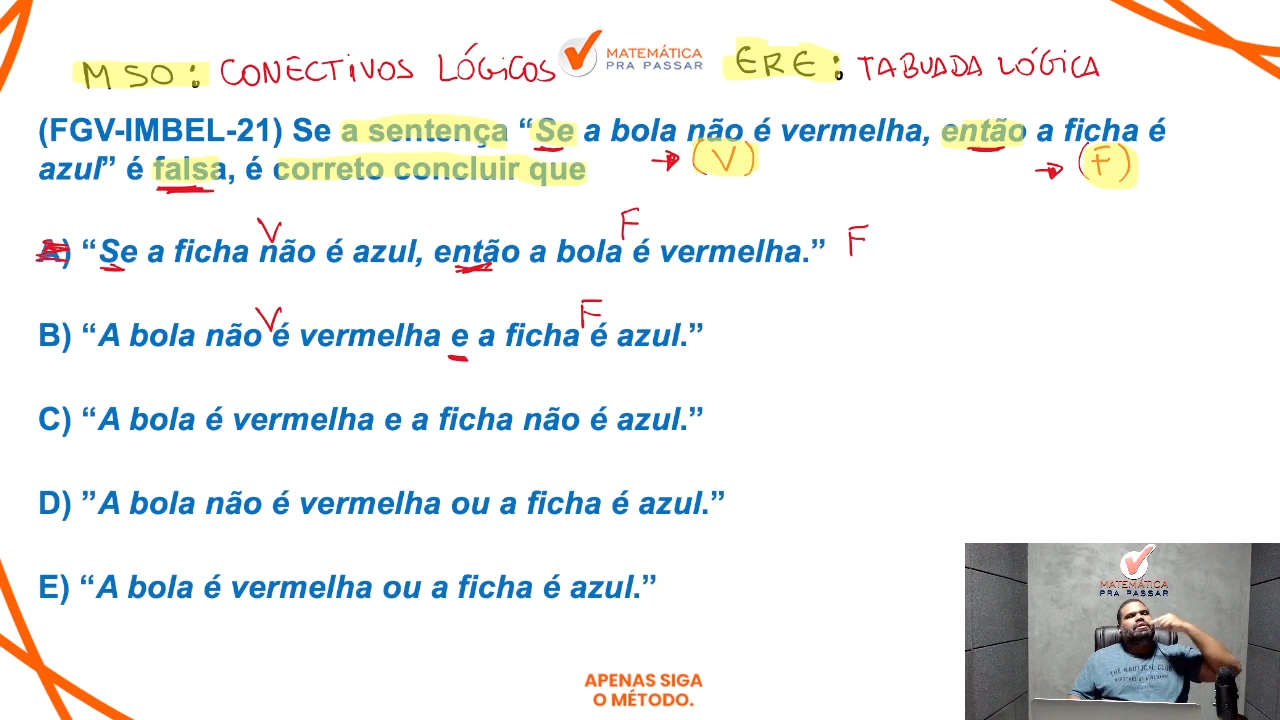 MSO: CONECTIVOS LÓGICOS MATEMÁTICA PRA PASSAR ERE: TABUADA LÓGICA
(FGV-IMBEL-21) Se a sentença “Se a bola não é vermelha, então a ficha é
azul” é falsa, é correto concluir que
(V) (F)
V F
A) “Se a ficha não é azul, então a bola é vermelha.” F
V F
B) “A bola não é vermelha e a ficha é azul.”
C) “A bola é vermelha e a ficha não é azul.”
D) ”A bola não é vermelha ou a ficha é azul.”
E) “A bola é vermelha ou a ficha é azul.”
MATEMÁTICA
PRA PASSAR
THE NAUTICAL CLUB
APENAS SIGA
O MÉTODO.